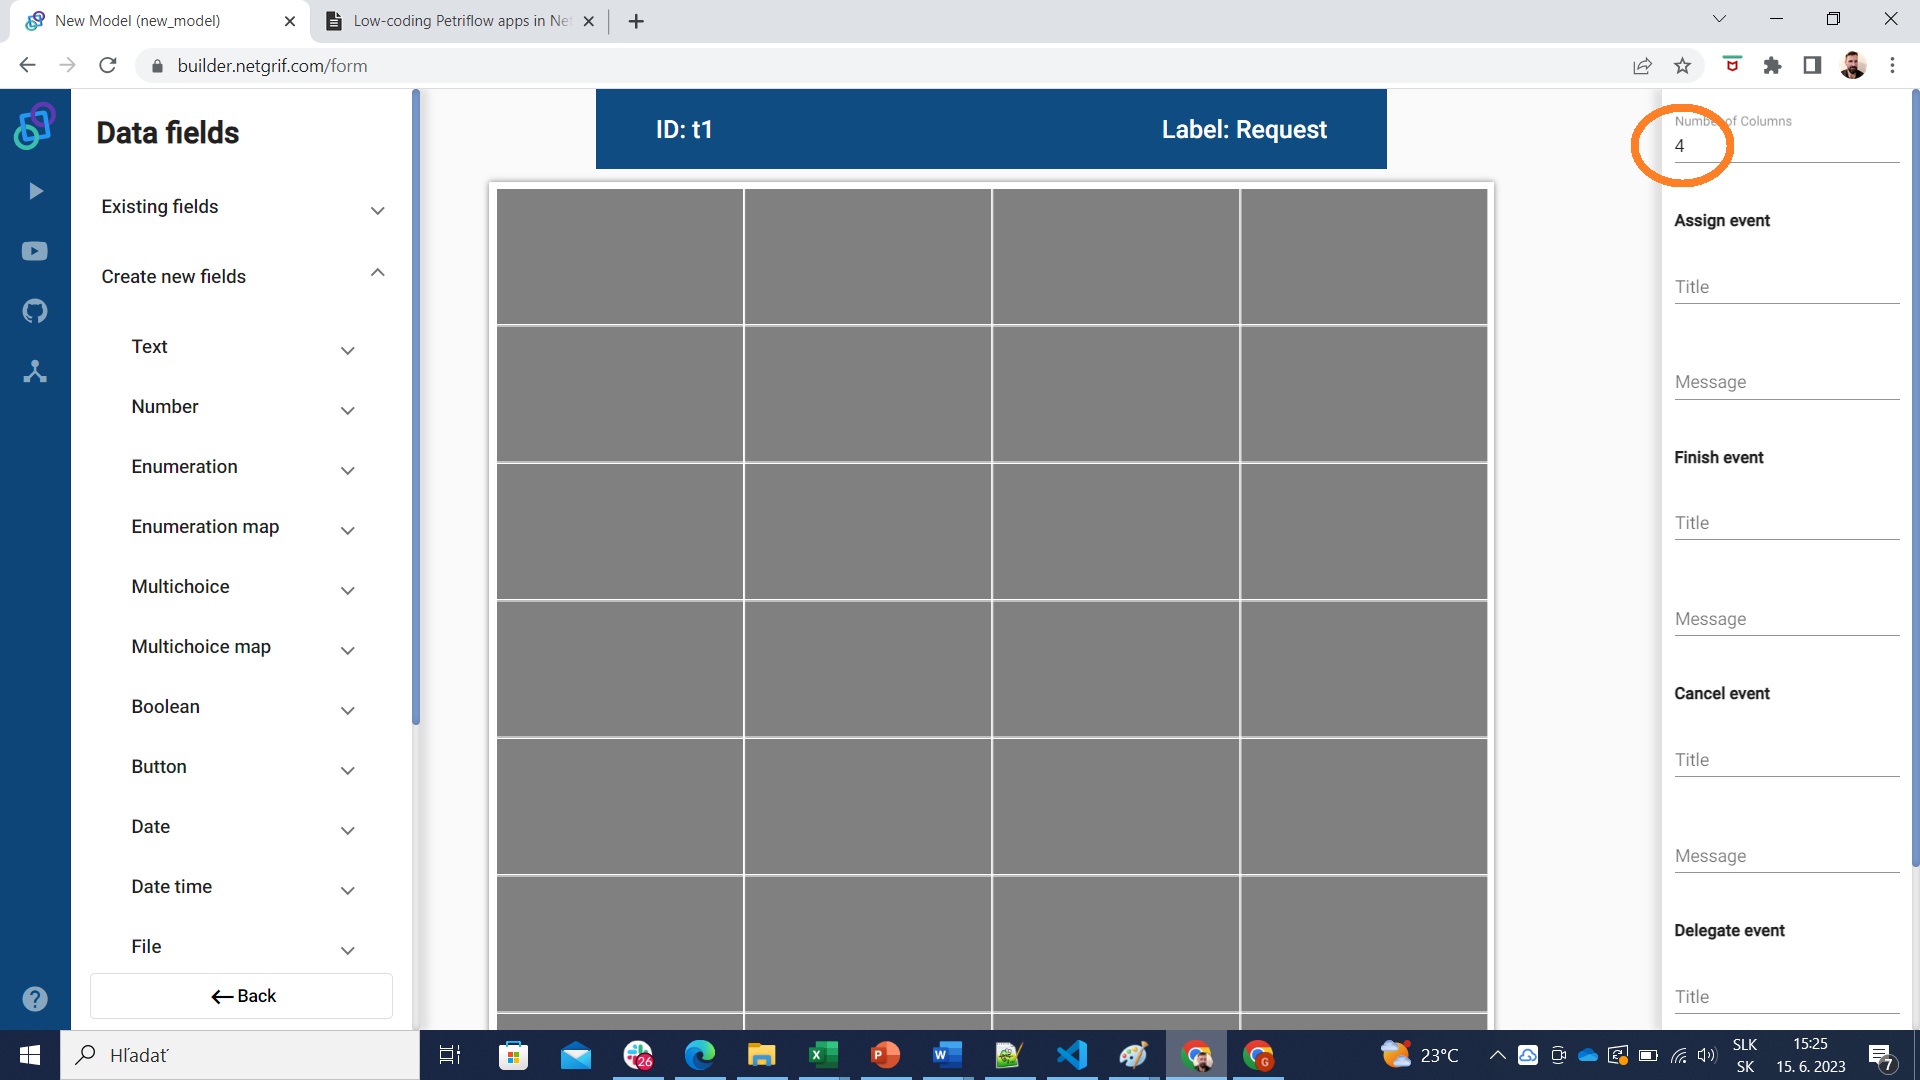 New Model (new_model)
Low-coding Petriflow apps in Net
builder.netgrif.com/form
Data fields
Existing fields
Create new fields
Text
Number
Enumeration
Enumeration map
Multichoice
Multichoice map
Boolean
Button
Date
Date time
File
Back
ID: t1
Label: Request
Number of Columns
4
Assign event
Title
Message
Finish event
Title
Message
Cancel event
Title
Message
Delegate event
Title
Hľadať
26
G
23°C
SLK
SK
15:25
15. 6. 2023
7